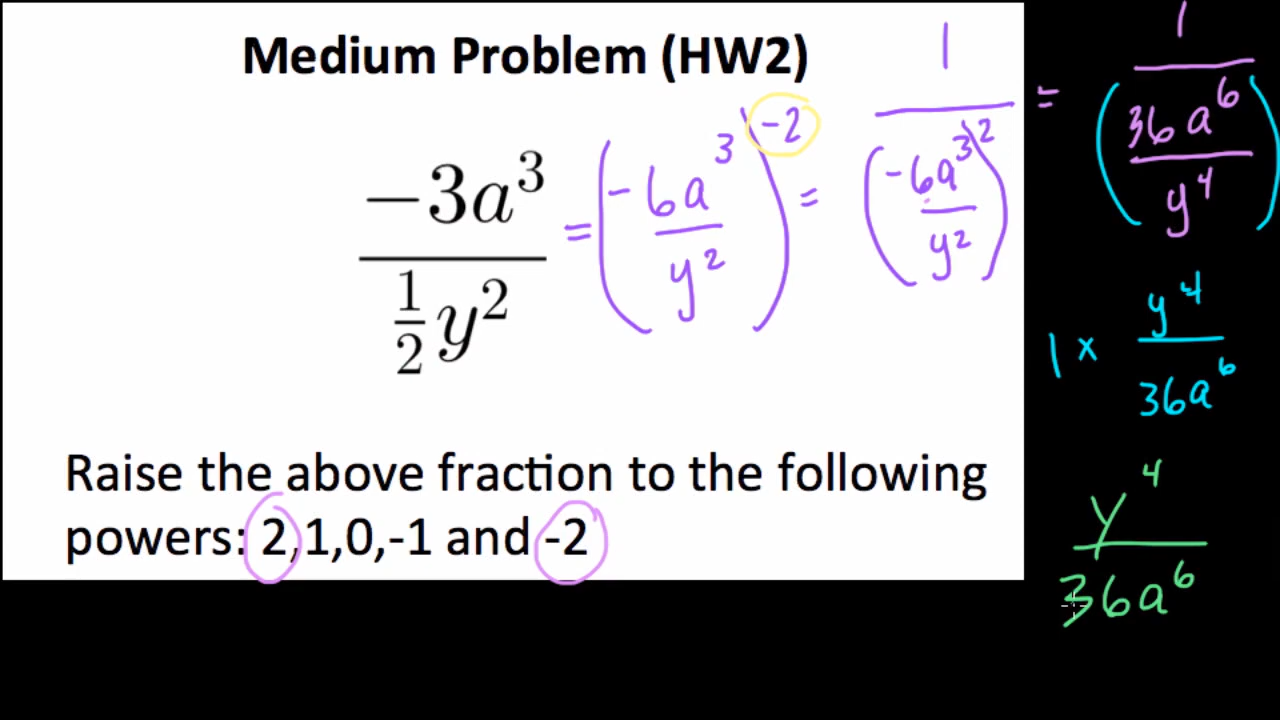 Medium Problem (HW2)
−3a³ / ½y² = (-6a³ / y²)⁻² = 1 / (-6a³ / y²)² = 1 / (36a⁶ / y⁴)
1 × y⁴ / 36a⁶
y⁴ / 36a⁶
Raise the above fraction to the following
powers: 2,1,0,-1 and -2